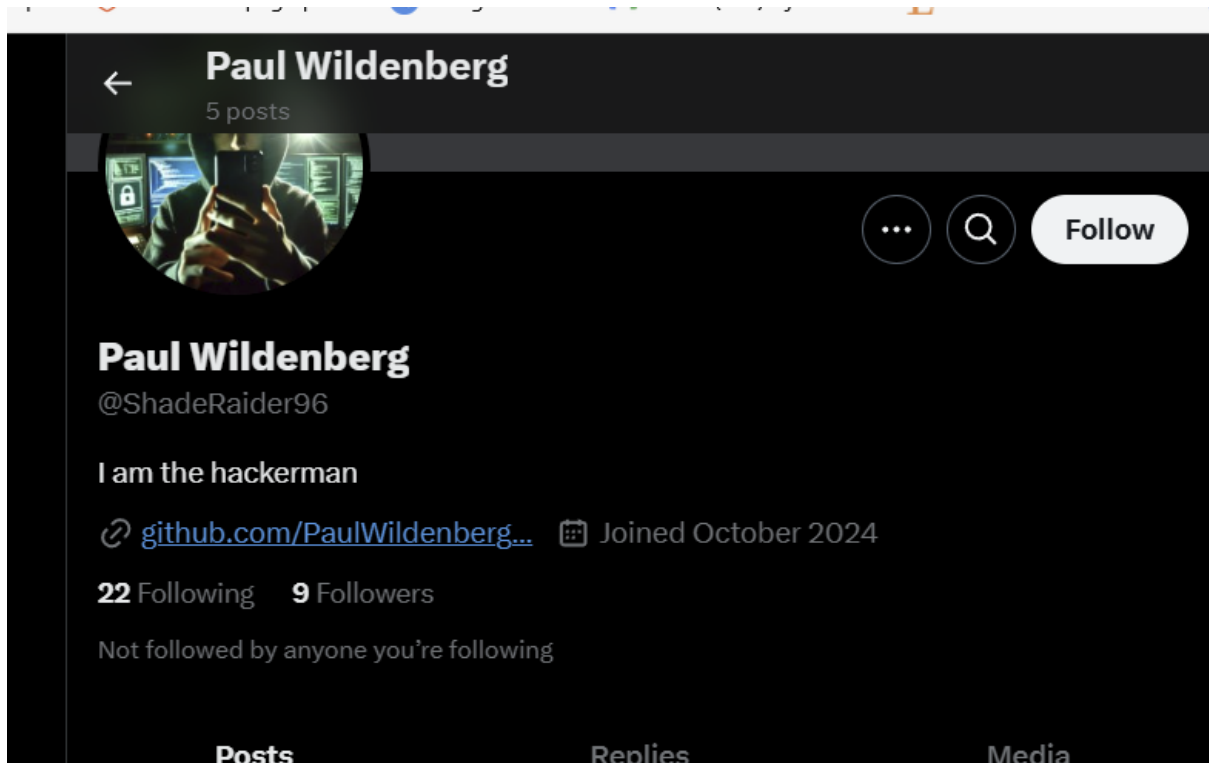 Paul Wildenberg
5 posts
Follow
Paul Wildenberg
@ShadeRaider96
I am the hackerman
github.com/PaulWildenberg... Joined October 2024
22 Following 9 Followers
Not followed by anyone you're following
Posts Replies Media